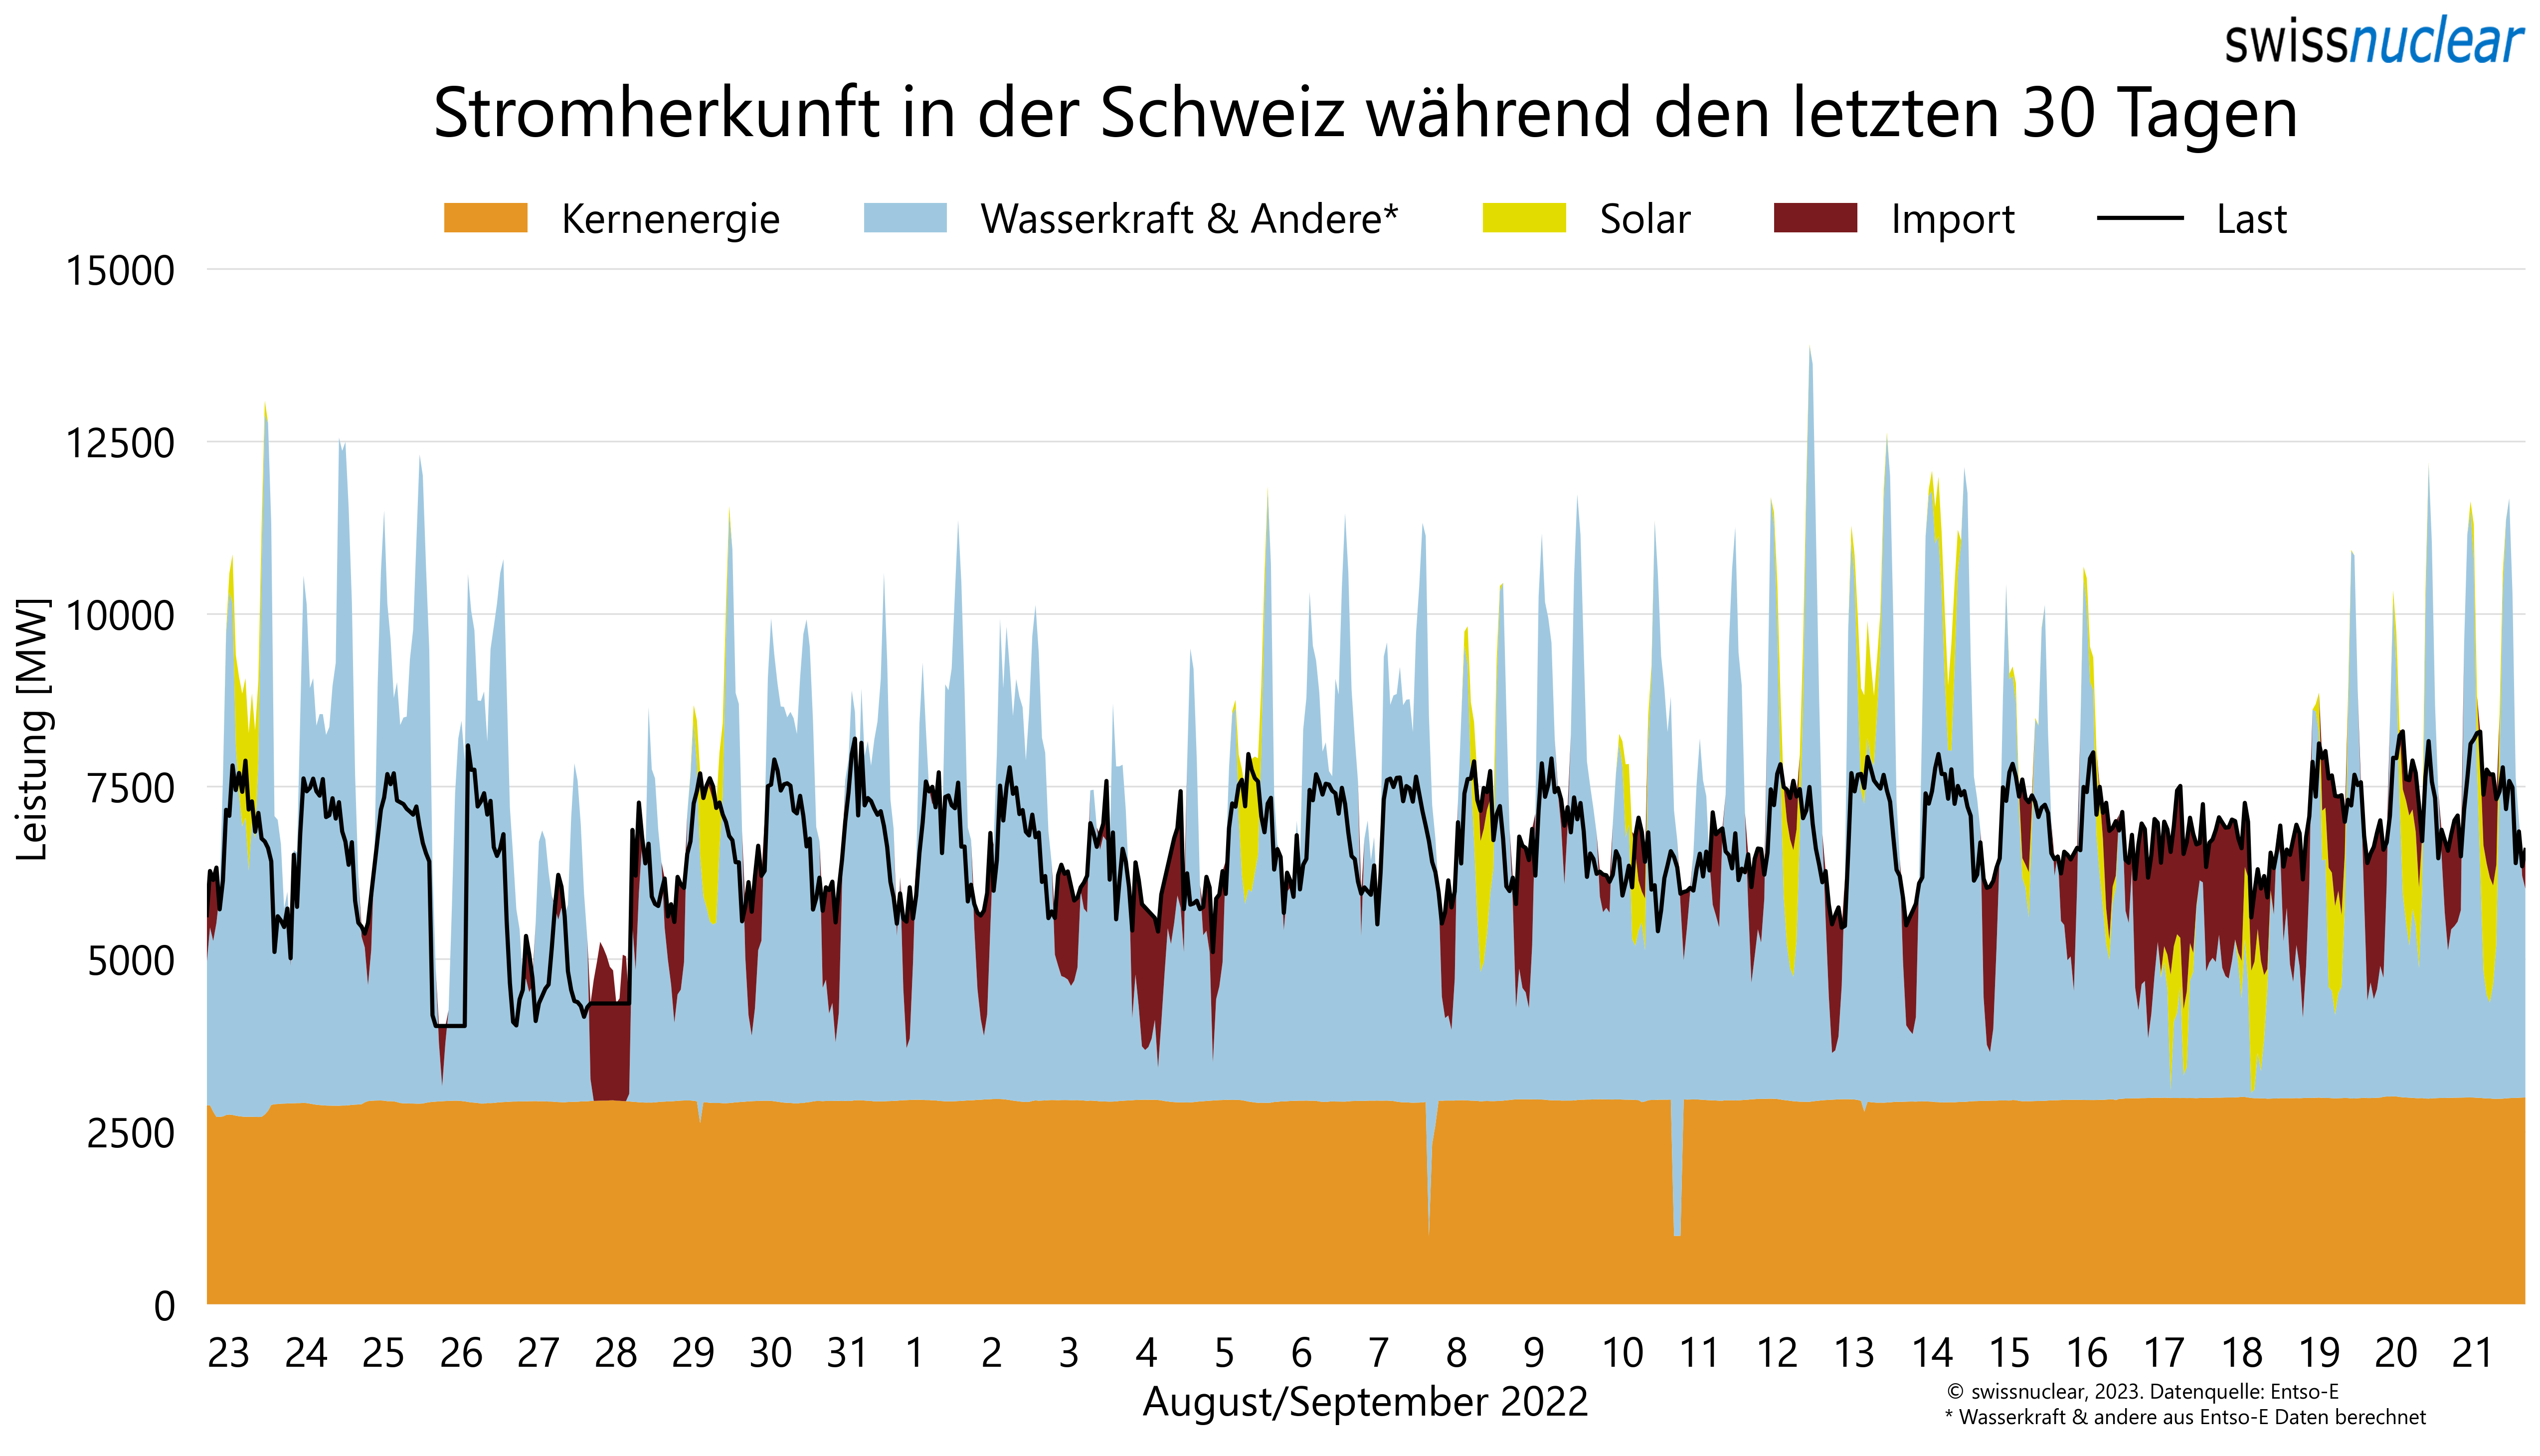 swissnuclear
Stromherkunft in der Schweiz während den letzten 30 Tagen
Kernenergie Wasserkraft & Andere* Solar Import Last
15000
12500
10000
7500
5000
2500
0
Leistung [MW]
23 24 25 26 27 28 29 30 31 1 2 3 4 5 6 7 8 9 10 11 12 13 14 15 16 17 18 19 20 21
August/September 2022
© swissnuclear, 2023. Datenquelle: Entso-E
* Wasserkraft & andere aus Entso-E Daten berechnet